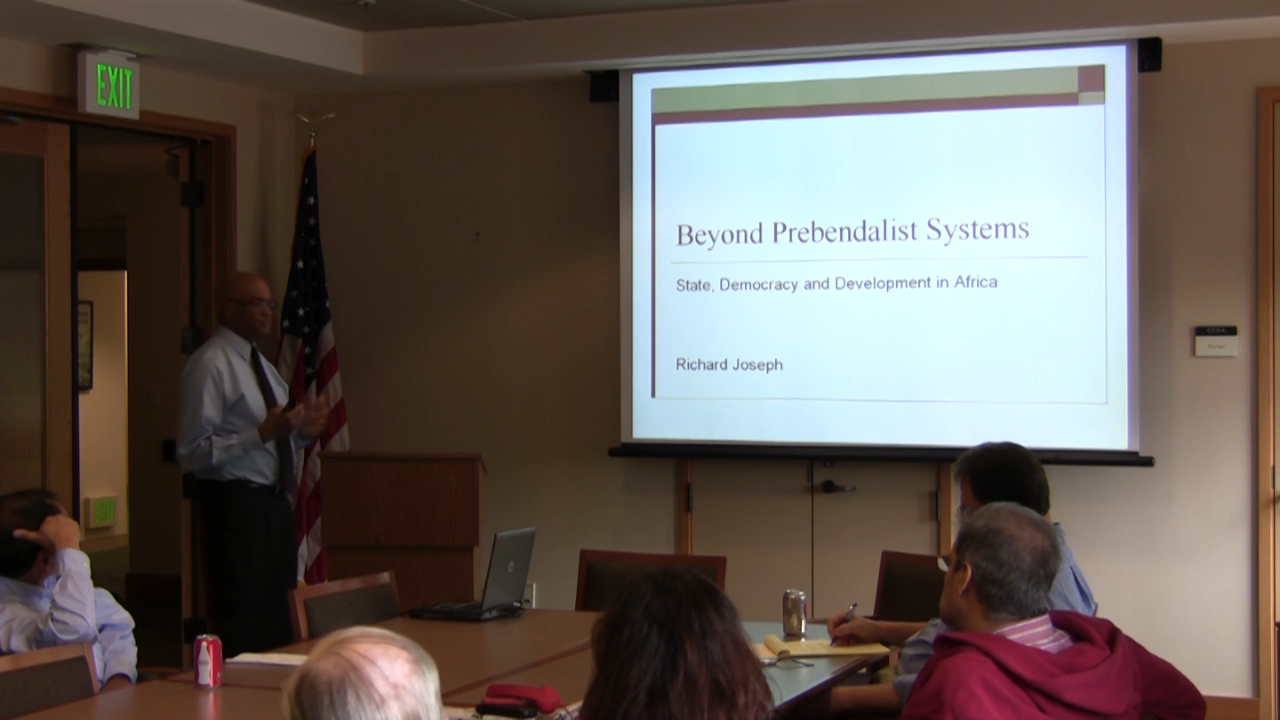 EXIT
Beyond Prebendalist Systems
State, Democracy and Development in Africa
Richard Joseph